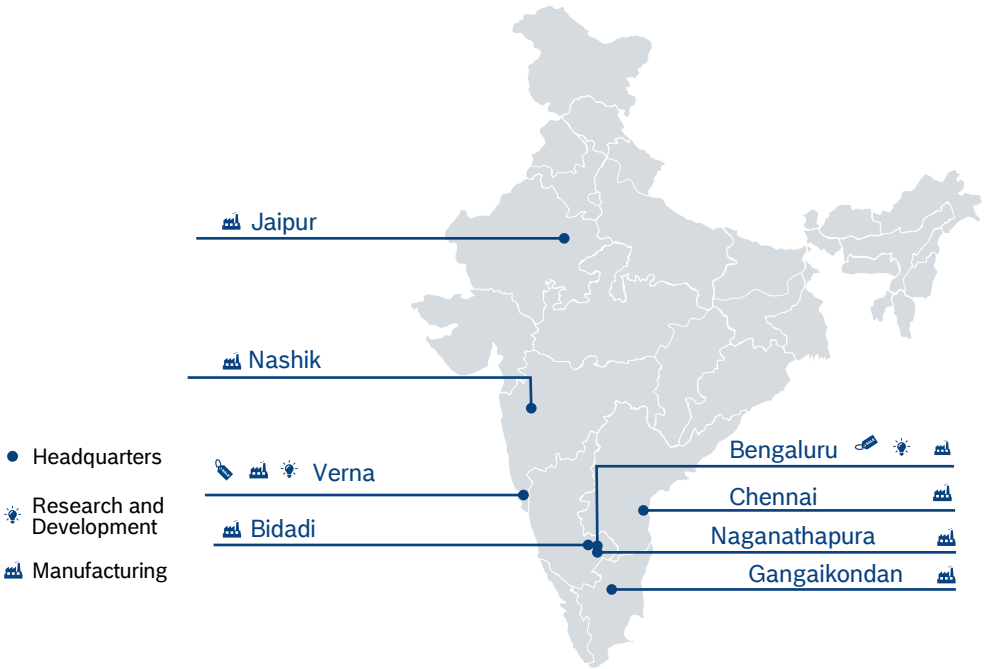 Jaipur
Nashik
Verna
Bidadi
Bengaluru
Chennai
Naganathapura
Gangaikondan
Headquarters
Research and
Development
Manufacturing